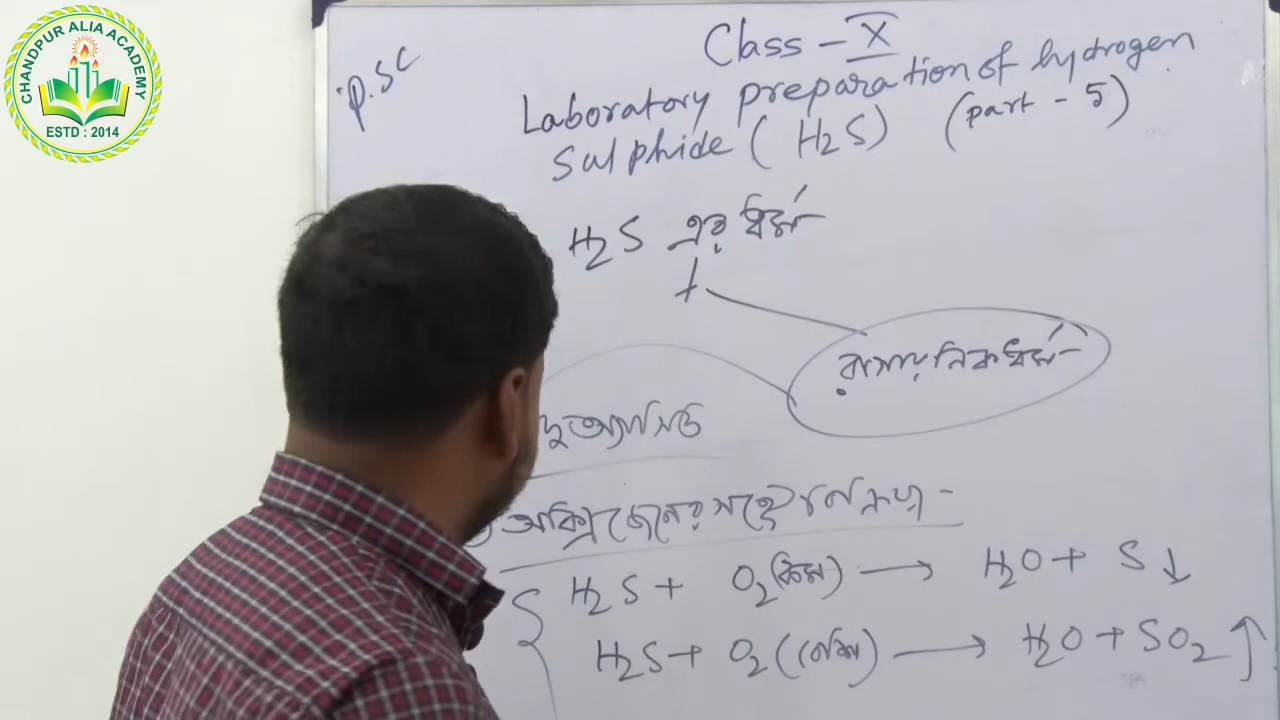 CHANDPUR ALIA ACADEMY
ESTD : 2014
P.SC
Class - X
Laboratory preparation of hydrogen
Sulphide (H2S) (part - 5)
H2S এর ধর্ম
রাসায়নিক ধর্ম
দু অ্যাসিড
অক্সিজেনের সঙ্গে বিক্রিয়া -
H2S + O2 (কম) → H2O + S ↓
H2S + O2 (বেশি) → H2O + SO2 ↑